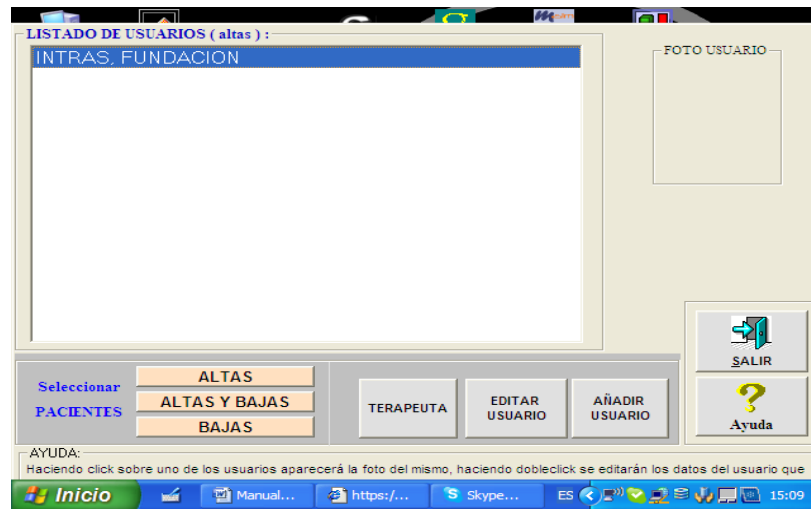 LISTADO DE USUARIOS ( altas ) :
INTRAS, FUNDACION
FOTO USUARIO
SALIR
Ayuda
Seleccionar
PACIENTES
ALTAS
ALTAS Y BAJAS
BAJAS
TERAPEUTA
EDITAR
USUARIO
AÑADIR
USUARIO
AYUDA:
Haciendo click sobre uno de los usuarios aparecerá la foto del mismo, haciendo dobleclick se editarán los datos del usuario que
Inicio
Manual...
https:/...
Skype...
ES
15:09